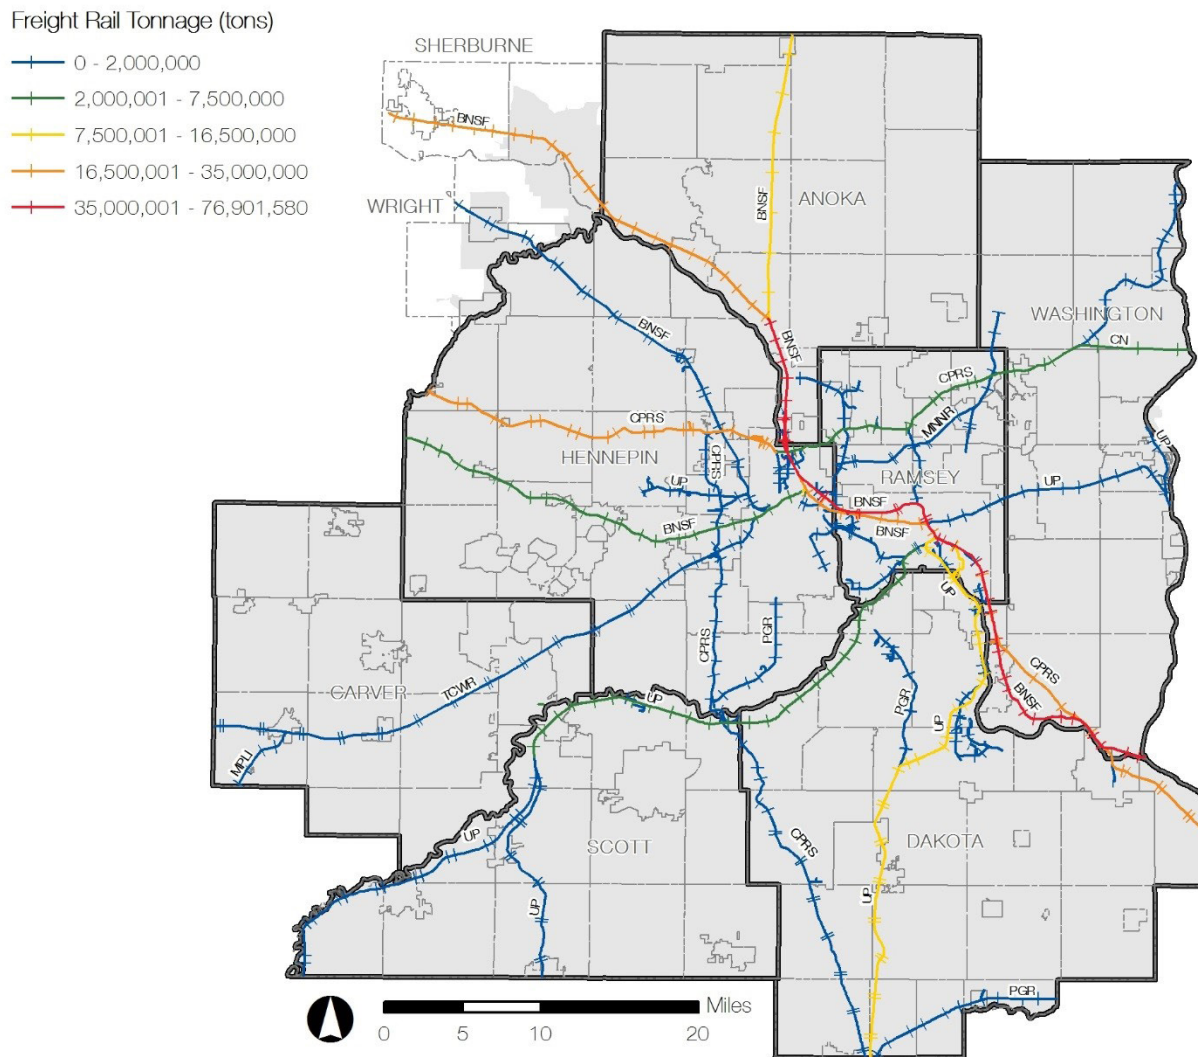 Freight Rail Tonnage (tons)
0 - 2,000,000
2,000,001 - 7,500,000
7,500,001 - 16,500,000
16,500,001 - 35,000,000
35,000,001 - 76,901,580
SHERBURNE
BNSF
WRIGHT
BNSF
ANOKA
WASHINGTON
BNSF
BNSF
CN
CPRS
CPRS
MNNR
HENNEPIN
CPRS
UP
RAMSEY
UP
UP
BNSF
BNSF
BNSF
UP
PGR
CPRS
CPRS
BNSF
CARVER
TCWR
UP
PGR
UP
MPLI
UP
SCOTT
CPRS
DAKOTA
UP
UP
PGR
Miles
0 5 10 20